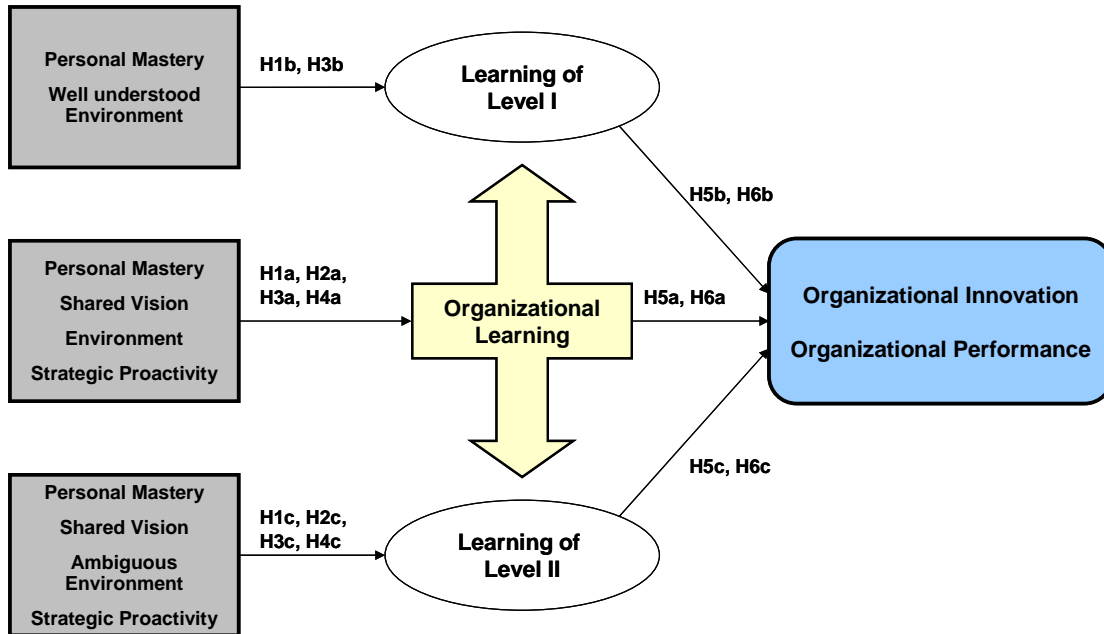 Personal Mastery
Well understood
Environment
H1b, H3b
Learning of
Level I
H5b, H6b
Personal Mastery
Shared Vision
Environment
Strategic Proactivity
H1a, H2a,
H3a, H4a
Organizational
Learning
H5a, H6a
Organizational Innovation
Organizational Performance
Personal Mastery
Shared Vision
Ambiguous
Environment
Strategic Proactivity
H1c, H2c,
H3c, H4c
Learning of
Level II
H5c, H6c